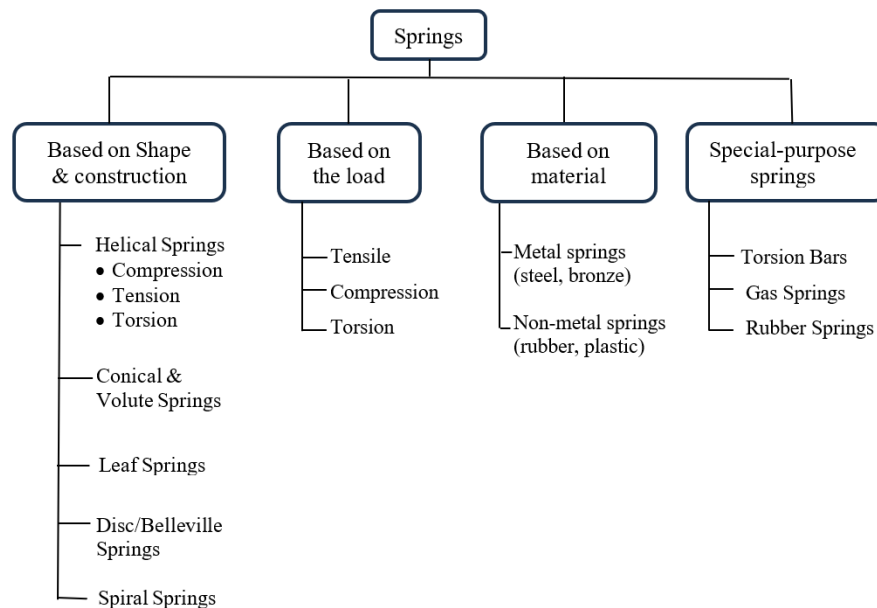 Springs
Based on Shape
& construction
Based on
the load
Based on
material
Special-purpose
springs
Helical Springs
• Compression
• Tension
• Torsion
Conical &
Volute Springs
Leaf Springs
Disc/Belleville
Springs
Spiral Springs
Tensile
Compression
Torsion
Metal springs
(steel, bronze)
Non-metal springs
(rubber, plastic)
Torsion Bars
Gas Springs
Rubber Springs